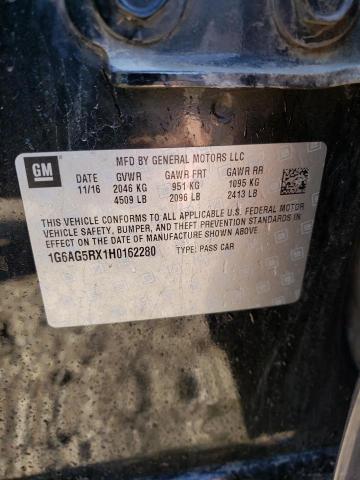 GM
MFD BY GENERAL MOTORS LLC
DATE GVWR GAWR FRT GAWR RR
11/16 2046 KG 951 KG 1095 KG
4509 LB 2096 LB 2413 LB
THIS VEHICLE CONFORMS TO ALL APPLICABLE U.S. FEDERAL MOTOR
VEHICLE SAFETY, BUMPER, AND THEFT PREVENTION STANDARDS IN
EFFECT ON THE DATE OF MANUFACTURE SHOWN ABOVE.
1G6AG5RX1H0162280 TYPE: PASS CAR